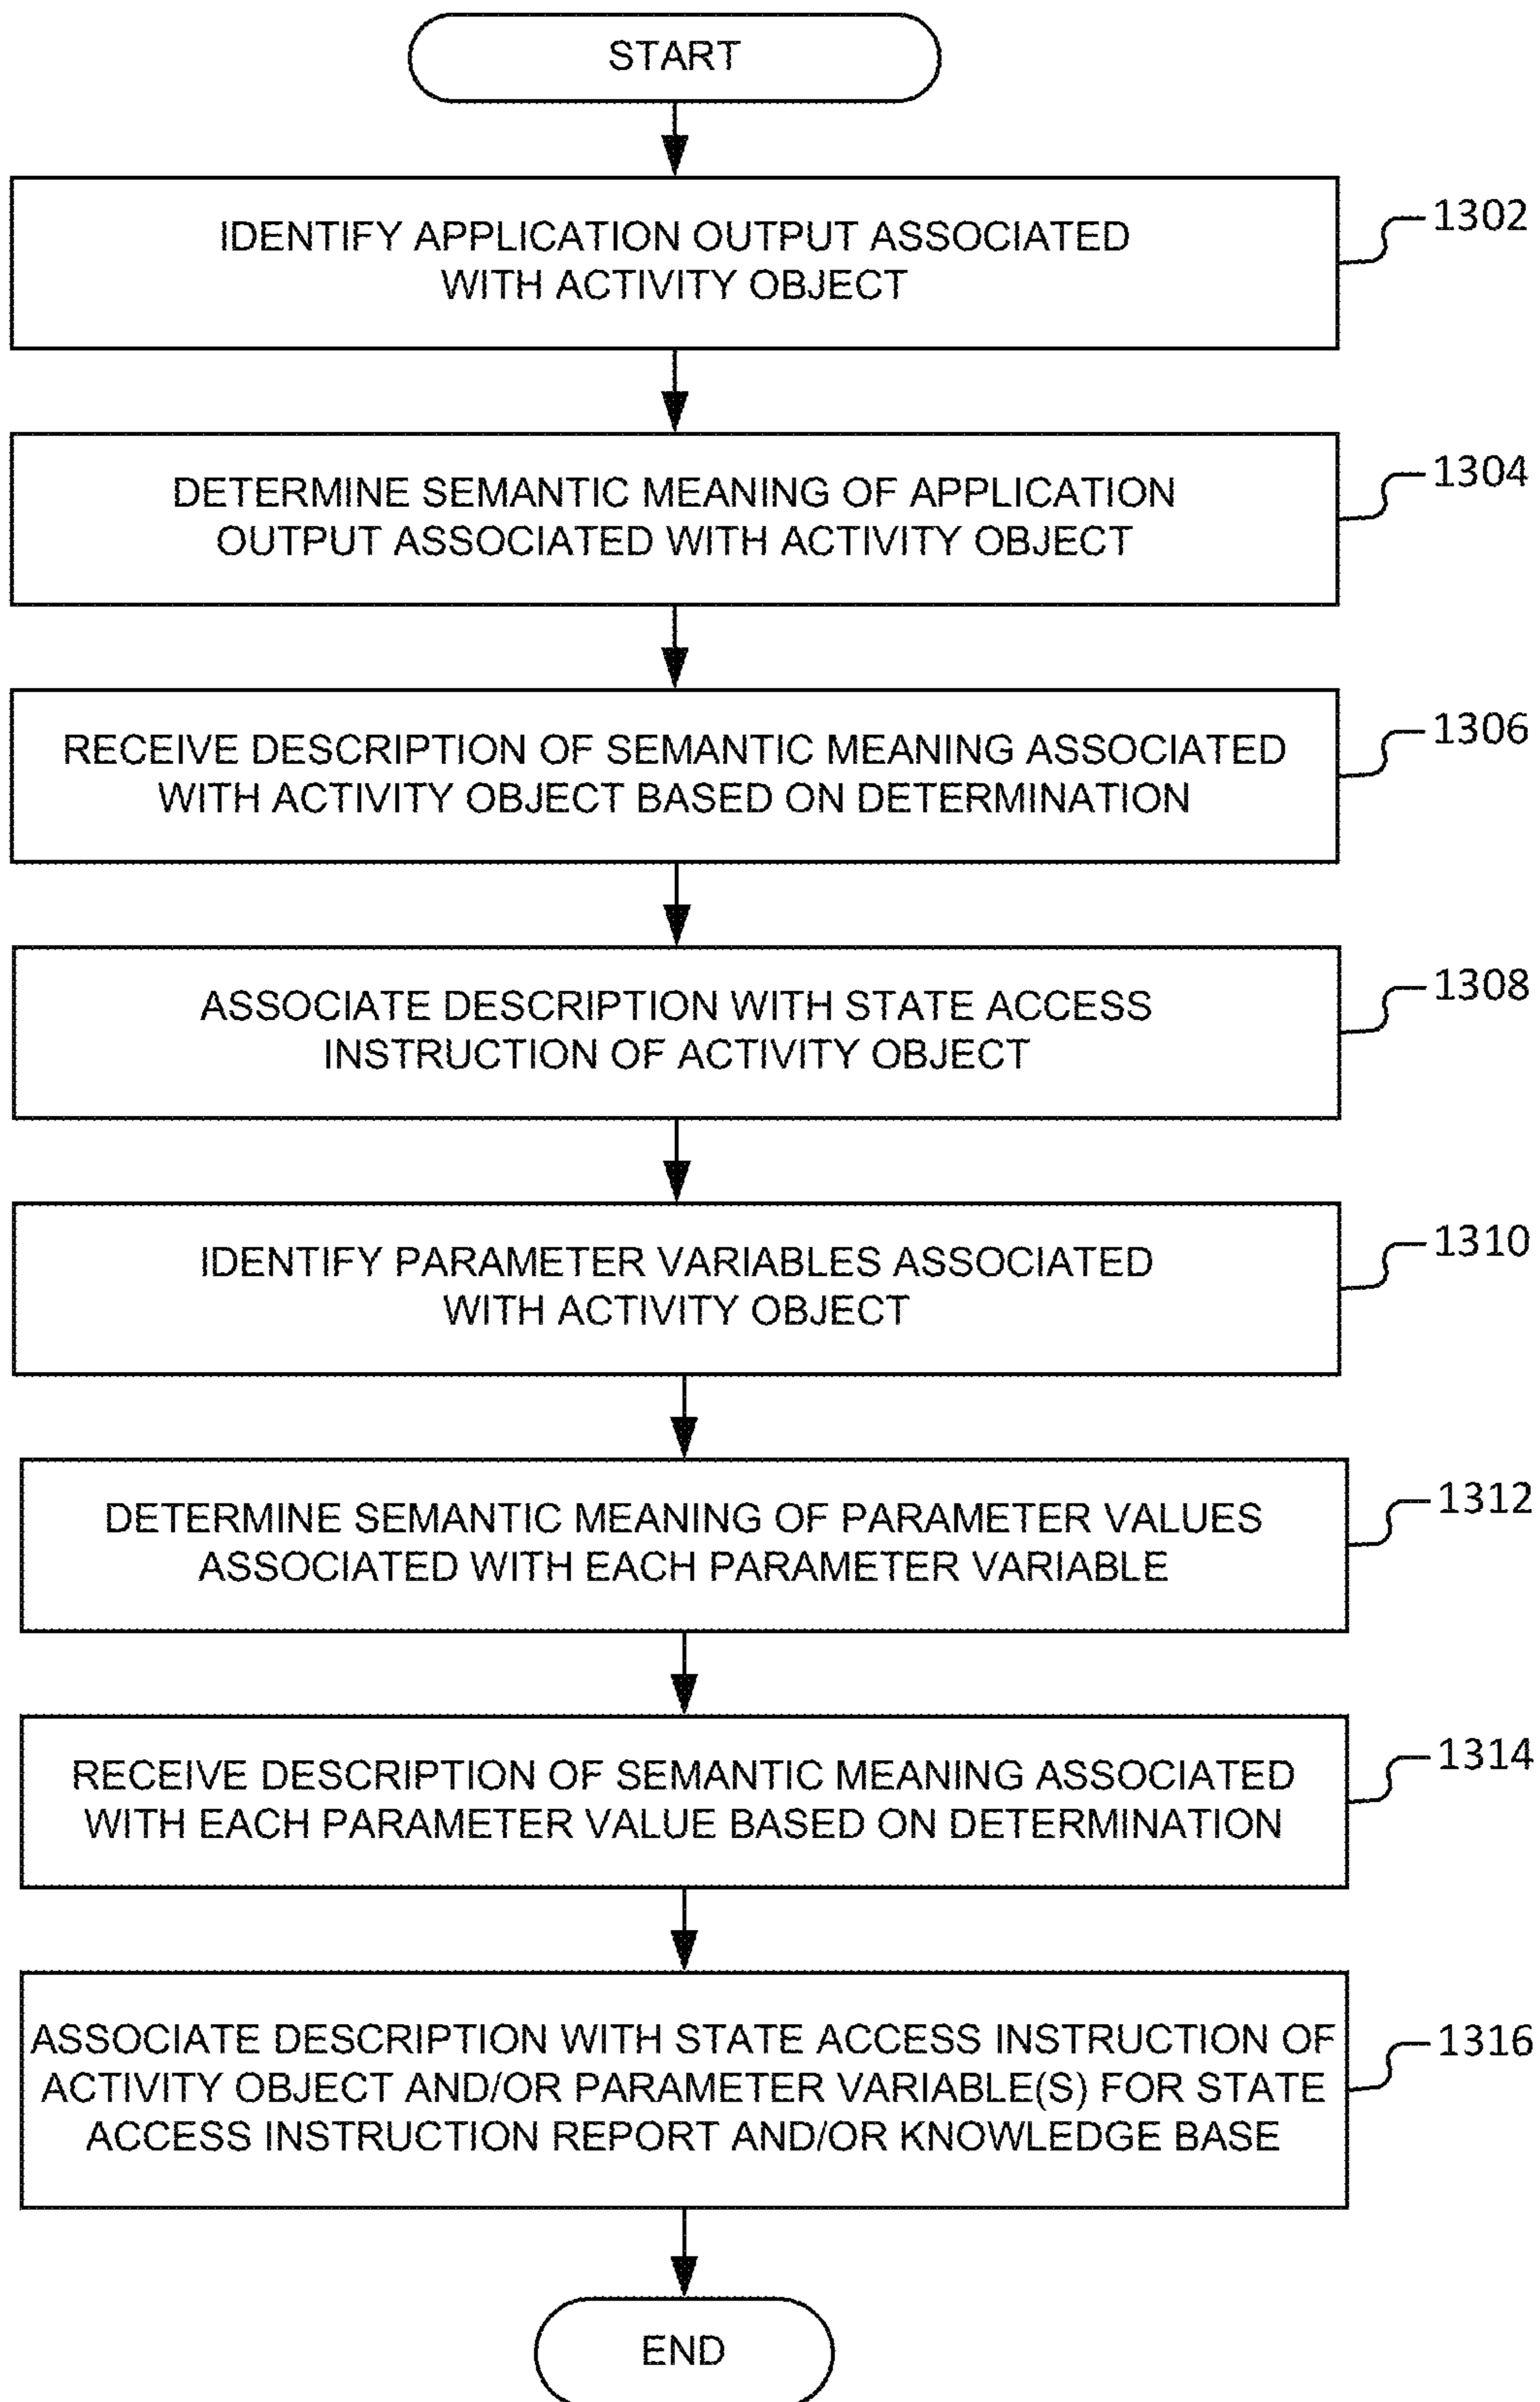 START
IDENTIFY APPLICATION OUTPUT ASSOCIATED
WITH ACTIVITY OBJECT
1302
DETERMINE SEMANTIC MEANING OF APPLICATION
OUTPUT ASSOCIATED WITH ACTIVITY OBJECT
1304
RECEIVE DESCRIPTION OF SEMANTIC MEANING ASSOCIATED
WITH ACTIVITY OBJECT BASED ON DETERMINATION
1306
ASSOCIATE DESCRIPTION WITH STATE ACCESS
INSTRUCTION OF ACTIVITY OBJECT
1308
IDENTIFY PARAMETER VARIABLES ASSOCIATED
WITH ACTIVITY OBJECT
1310
DETERMINE SEMANTIC MEANING OF PARAMETER VALUES
ASSOCIATED WITH EACH PARAMETER VARIABLE
1312
RECEIVE DESCRIPTION OF SEMANTIC MEANING ASSOCIATED
WITH EACH PARAMETER VALUE BASED ON DETERMINATION
1314
ASSOCIATE DESCRIPTION WITH STATE ACCESS INSTRUCTION OF
ACTIVITY OBJECT AND/OR PARAMETER VARIABLE(S) FOR STATE
ACCESS INSTRUCTION REPORT AND/OR KNOWLEDGE BASE
1316
END